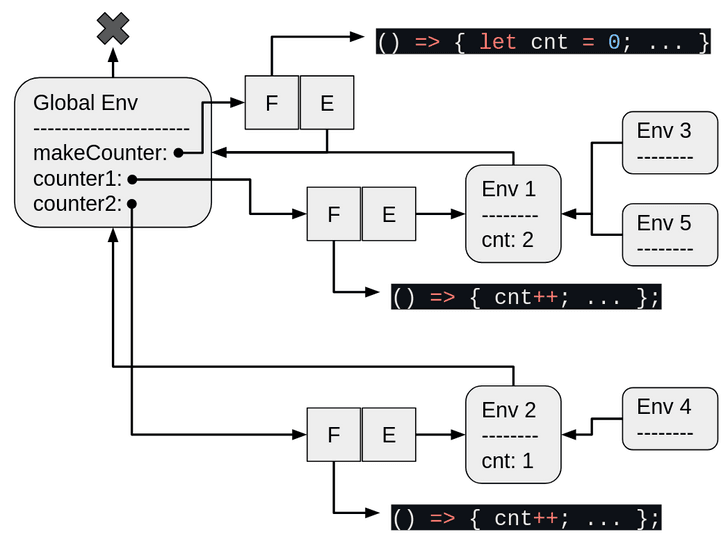 () => { let cnt = 0; ... }
Global Env
----------------------
F E
makeCounter:
counter1:
counter2:
Env 3
--------
Env 1
--------
cnt: 2
F E
Env 5
--------
() => { cnt++; ... };
Env 2
--------
cnt: 1
F E
Env 4
--------
() => { cnt++; ... };